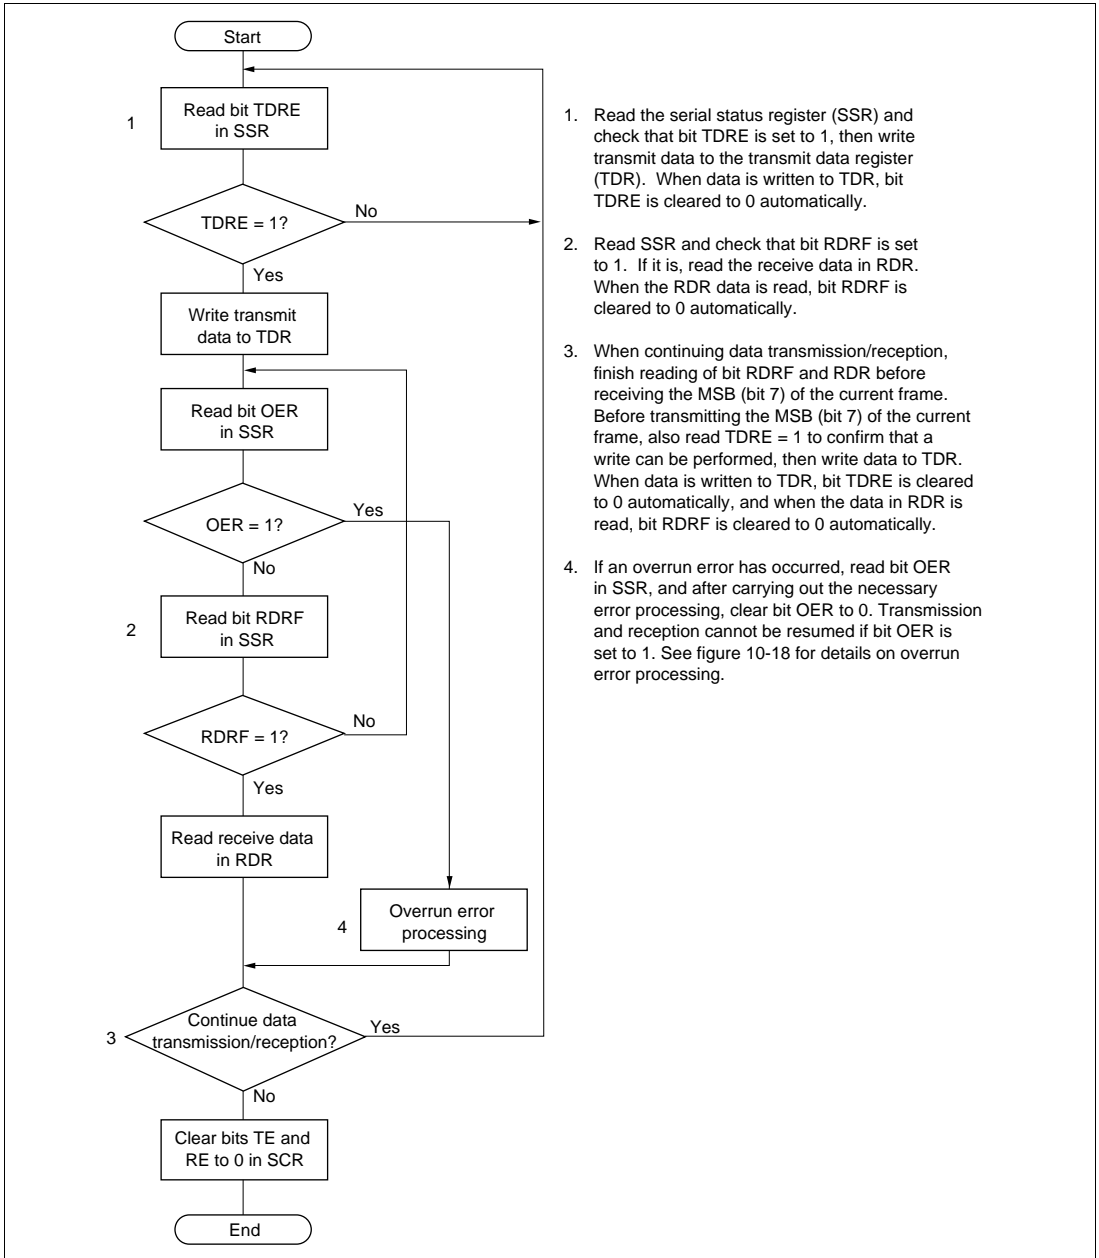 Start
1
Read bit TDRE
in SSR
TDRE = 1?
No
Yes
Write transmit
data to TDR
Read bit OER
in SSR
OER = 1?
Yes
No
2
Read bit RDRF
in SSR
RDRF = 1?
No
Yes
Read receive data
in RDR
4
Overrun error
processing
3
Continue data
transmission/reception?
Yes
No
Clear bits TE and
RE to 0 in SCR
End
1. Read the serial status register (SSR) and
check that bit TDRE is set to 1, then write
transmit data to the transmit data register
(TDR). When data is written to TDR, bit
TDRE is cleared to 0 automatically.
2. Read SSR and check that bit RDRF is set
to 1. If it is, read the receive data in RDR.
When the RDR data is read, bit RDRF is
cleared to 0 automatically.
3. When continuing data transmission/reception,
finish reading of bit RDRF and RDR before
receiving the MSB (bit 7) of the current frame.
Before transmitting the MSB (bit 7) of the current
frame, also read TDRE = 1 to confirm that a
write can be performed, then write data to TDR.
When data is written to TDR, bit TDRE is cleared
to 0 automatically, and when the data in RDR is
read, bit RDRF is cleared to 0 automatically.
4. If an overrun error has occurred, read bit OER
in SSR, and after carrying out the necessary
error processing, clear bit OER to 0. Transmission
and reception cannot be resumed if bit OER is
set to 1. See figure 10-18 for details on overrun
error processing.